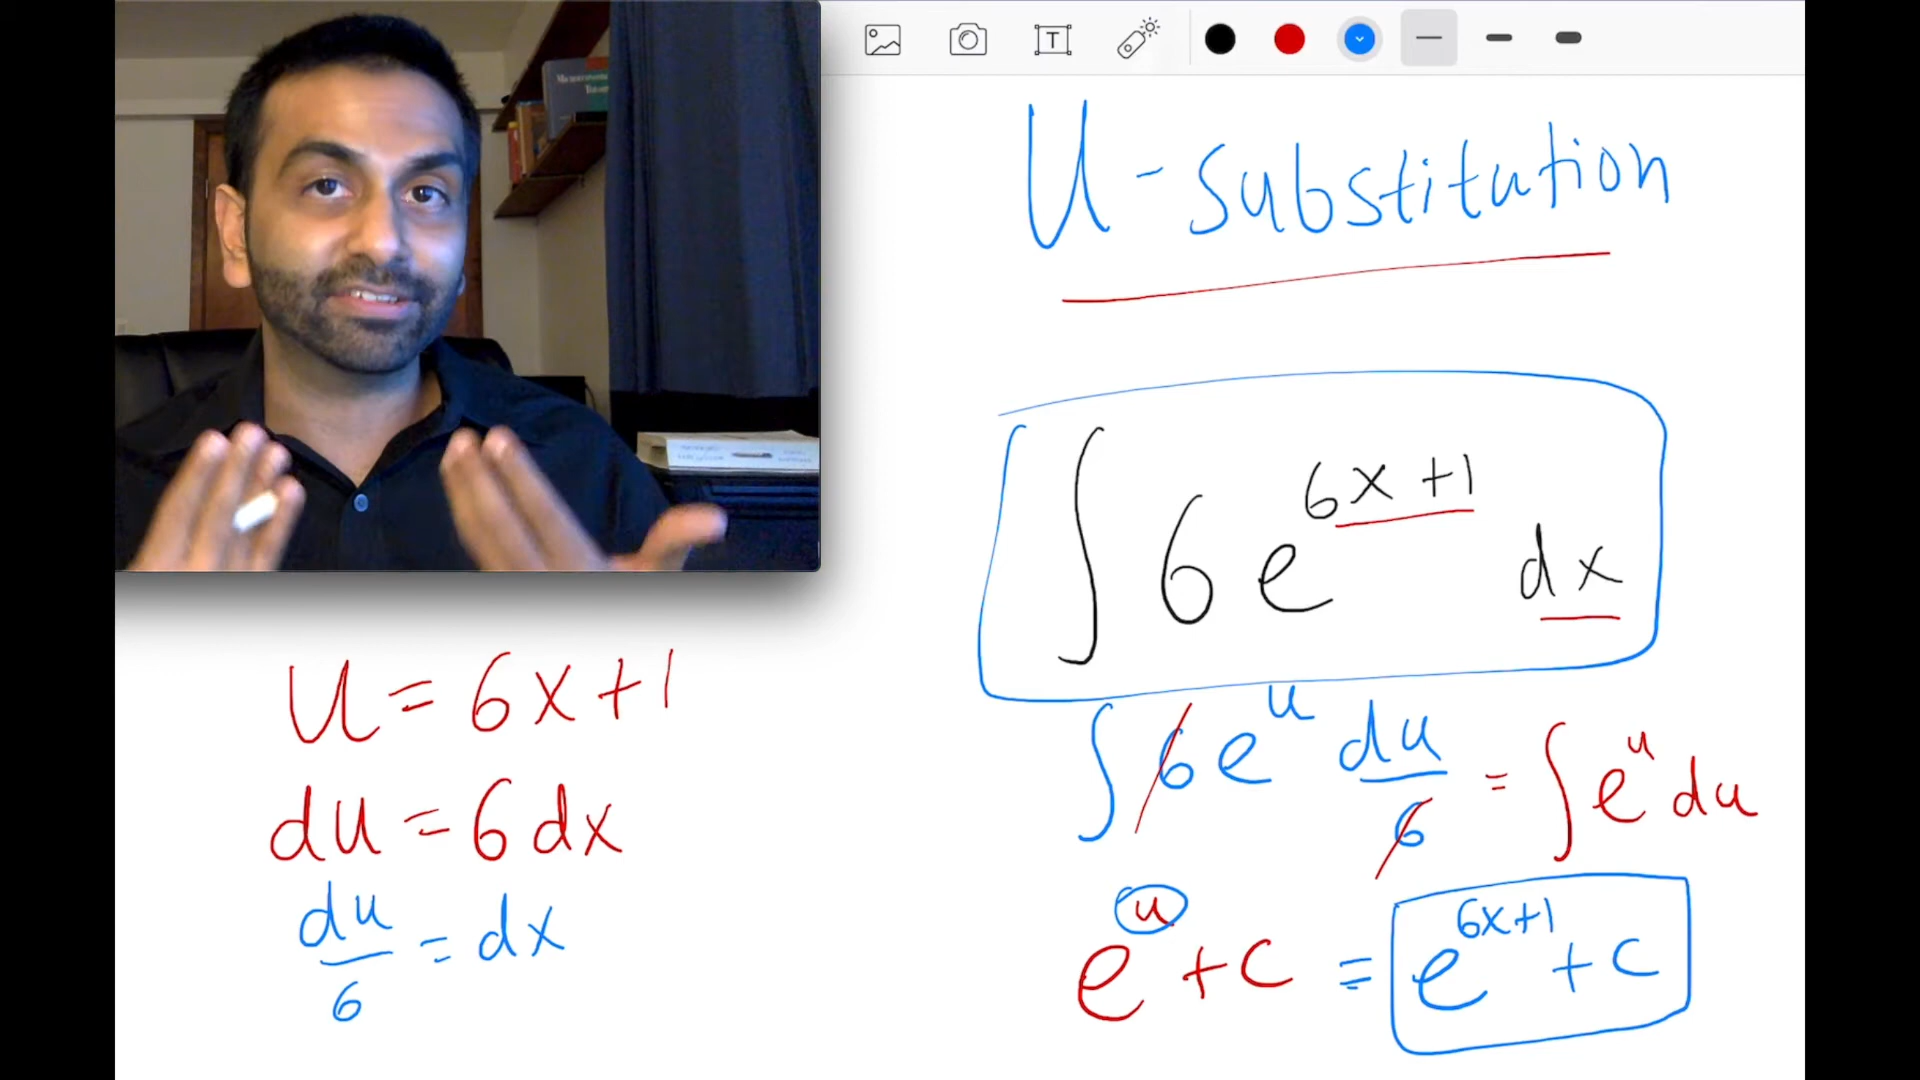 U-substitution
∫ 6e^{6x+1} dx
u = 6x+1
du = 6dx
du/6 = dx
∫ 6e^u du/6 = ∫ e^u du
e^u + c = e^{6x+1} + c
T